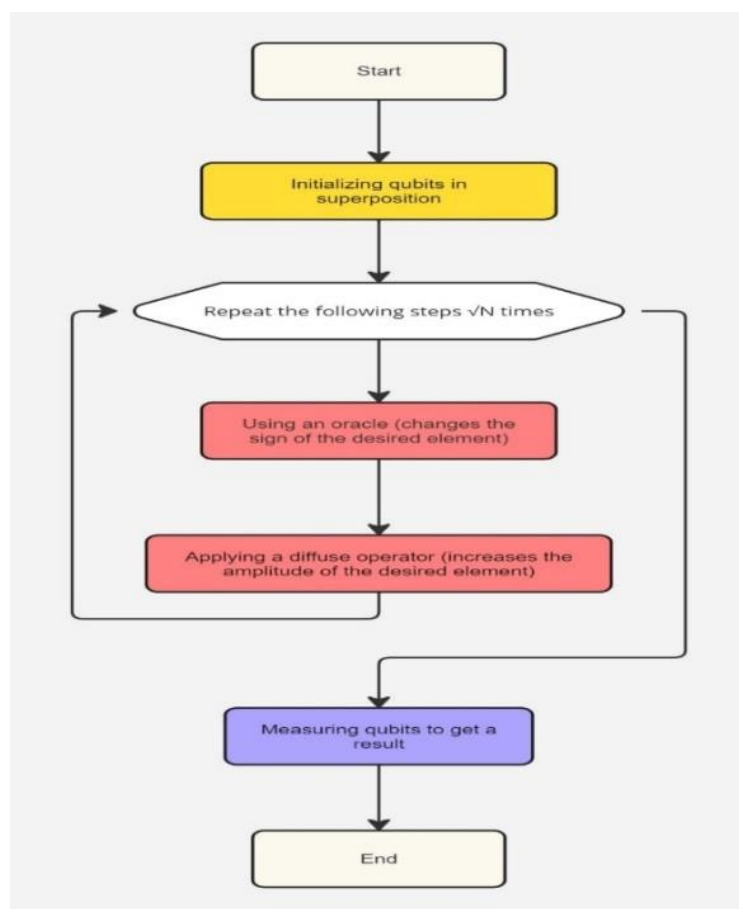 Start
Initializing qubits in
superposition
Repeat the following steps √N times
Using an oracle (changes the
sign of the desired element)
Applying a diffuse operator (increases the
amplitude of the desired element)
Measuring qubits to get a
result
End